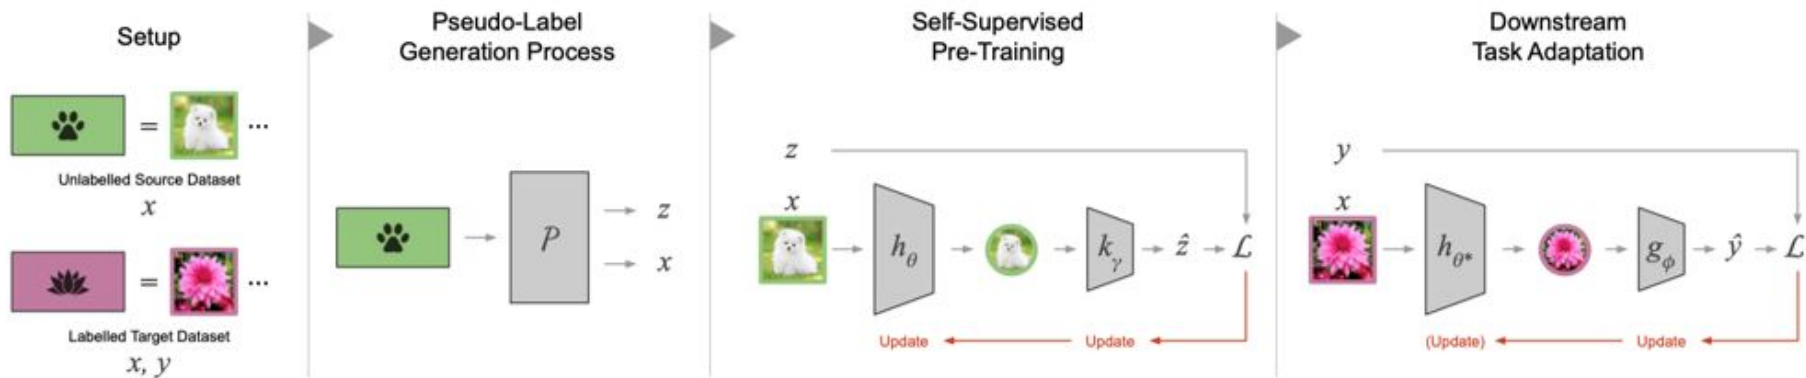 Setup
=
...
Unlabelled Source Dataset
x
=
...
Labelled Target Dataset
x, y
Pseudo-Label
Generation Process
P
z
x
Self-Supervised
Pre-Training
z
x
h_θ
k_γ
ẑ
ℒ
Update
Update
Downstream
Task Adaptation
y
x
h_θ*
g_ϕ
ŷ
ℒ
(Update)
Update